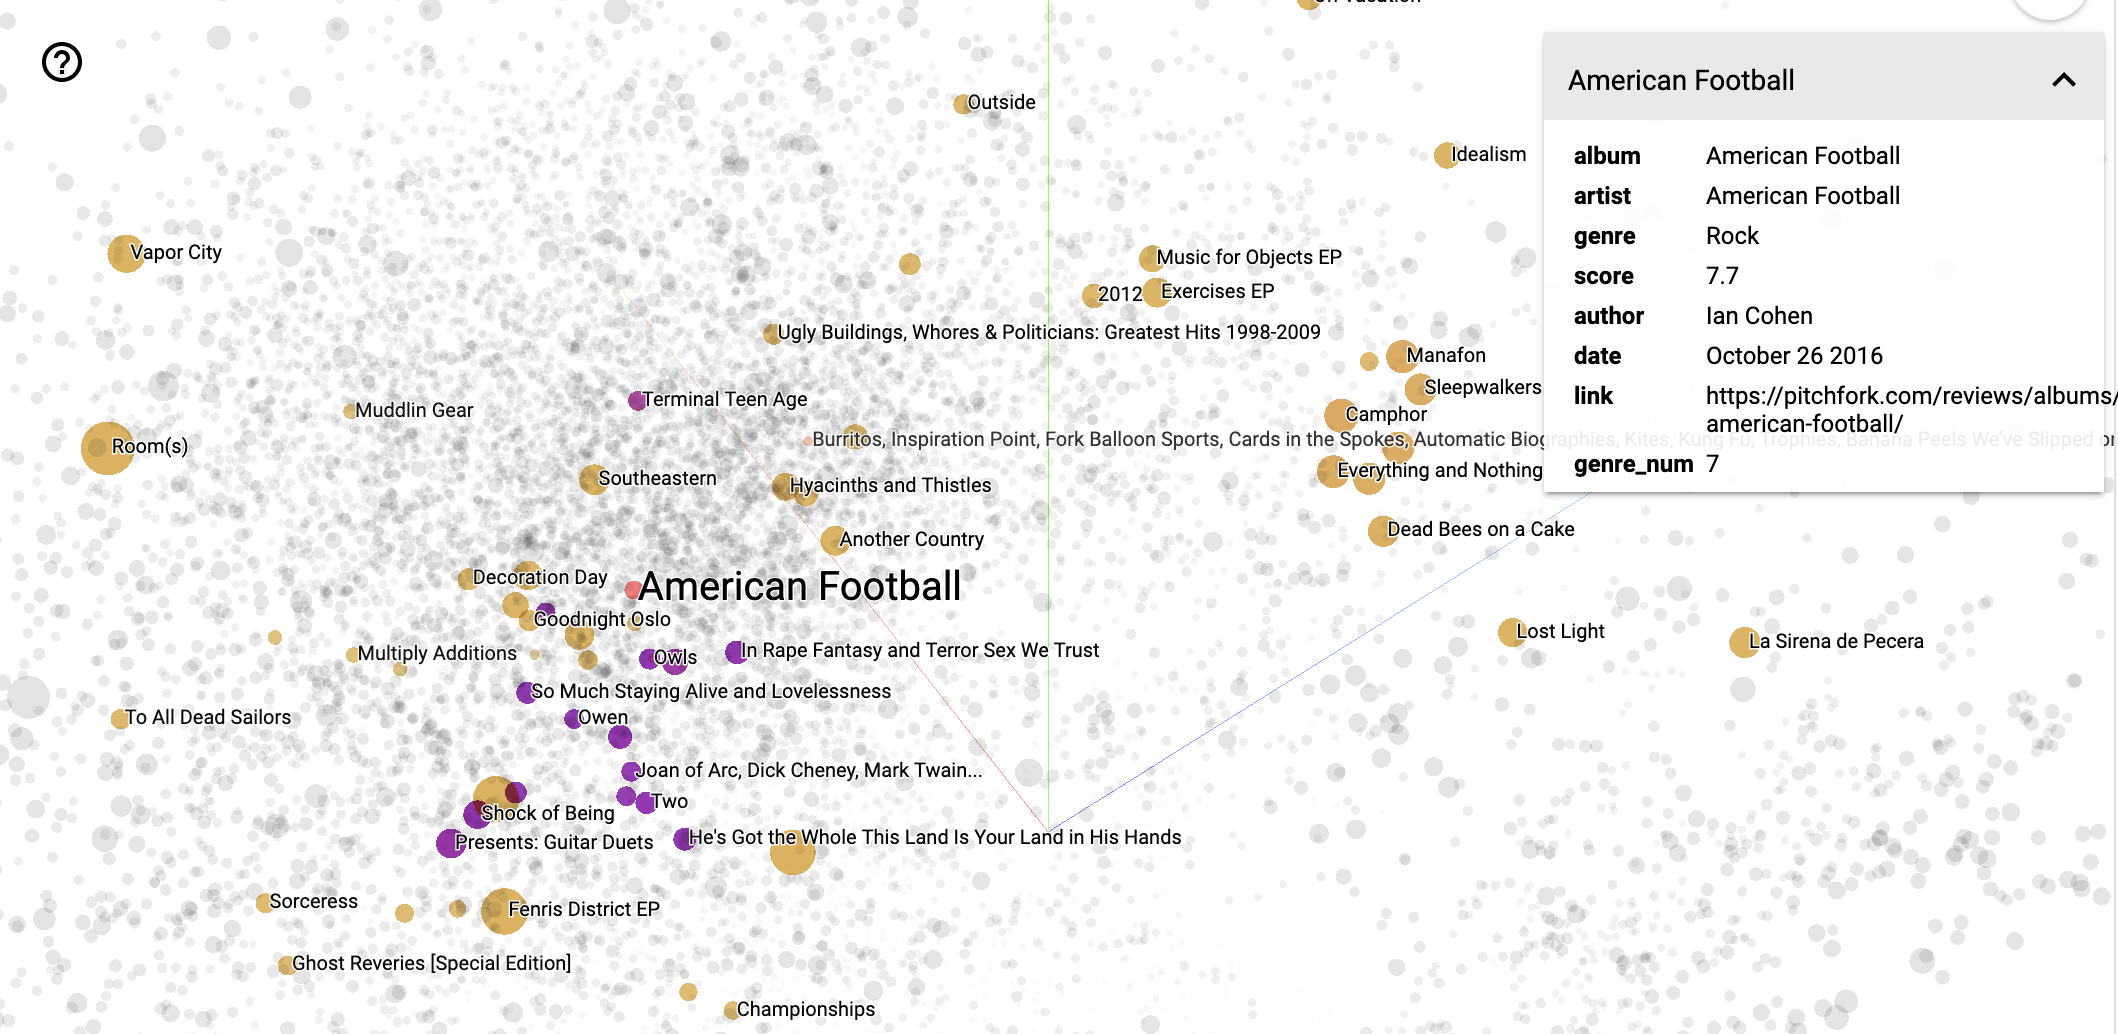 On Vacation
American Football
Outside
album American Football
Idealism
artist American Football
genre Rock
Vapor City
Music for Objects EP
score 7.7
2012
Exercises EP
author Ian Cohen
Ugly Buildings, Whores & Politicians: Greatest Hits 1998-2009
Manafon
date October 26 2016
Sleepwalkers
link https://pitchfork.com/reviews/albums/
american-football/
Terminal Teen Age
Muddlin Gear
Camphor
Burritos, Inspiration Point, Fork Balloon Sports, Cards in the Spokes, Automatic Biographies, Kites, Kung Fu, Trophies, Banana Peels We've Slipped on
Room(s)
genre_num 7
Everything and Nothing
Southeastern
Hyacinths and Thistles
Dead Bees on a Cake
Another Country
Decoration Day
American Football
Goodnight Oslo
Lost Light
La Sirena de Pecera
Multiply Additions
Owls
In Rape Fantasy and Terror Sex We Trust
So Much Staying Alive and Lovelessness
To All Dead Sailors
Owen
Joan of Arc, Dick Cheney, Mark Twain...
Two
Shock of Being
Presents: Guitar Duets
He's Got the Whole This Land Is Your Land in His Hands
Sorceress
Fenris District EP
Ghost Reveries [Special Edition]
Championships